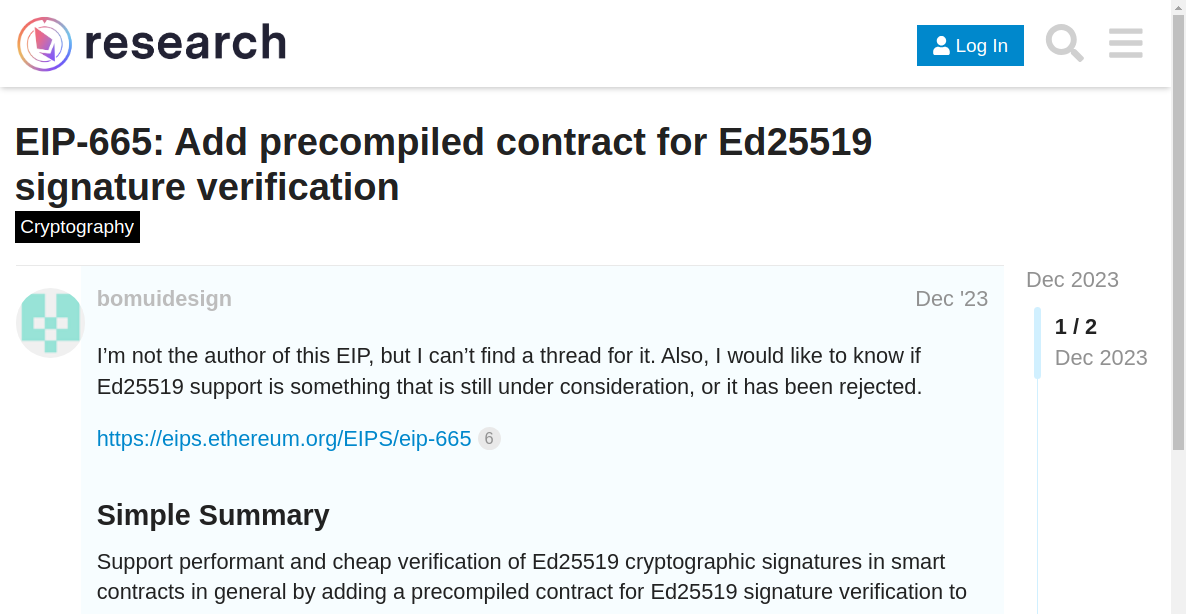 research
Log In
EIP-665: Add precompiled contract for Ed25519
signature verification
Cryptography
bomuidesign
Dec '23
I’m not the author of this EIP, but I can’t find a thread for it. Also, I would like to know if
Ed25519 support is something that is still under consideration, or it has been rejected.
https://eips.ethereum.org/EIPS/eip-665 6
Simple Summary
Support performant and cheap verification of Ed25519 cryptographic signatures in smart
contracts in general by adding a precompiled contract for Ed25519 signature verification to
Dec 2023
1 / 2
Dec 2023